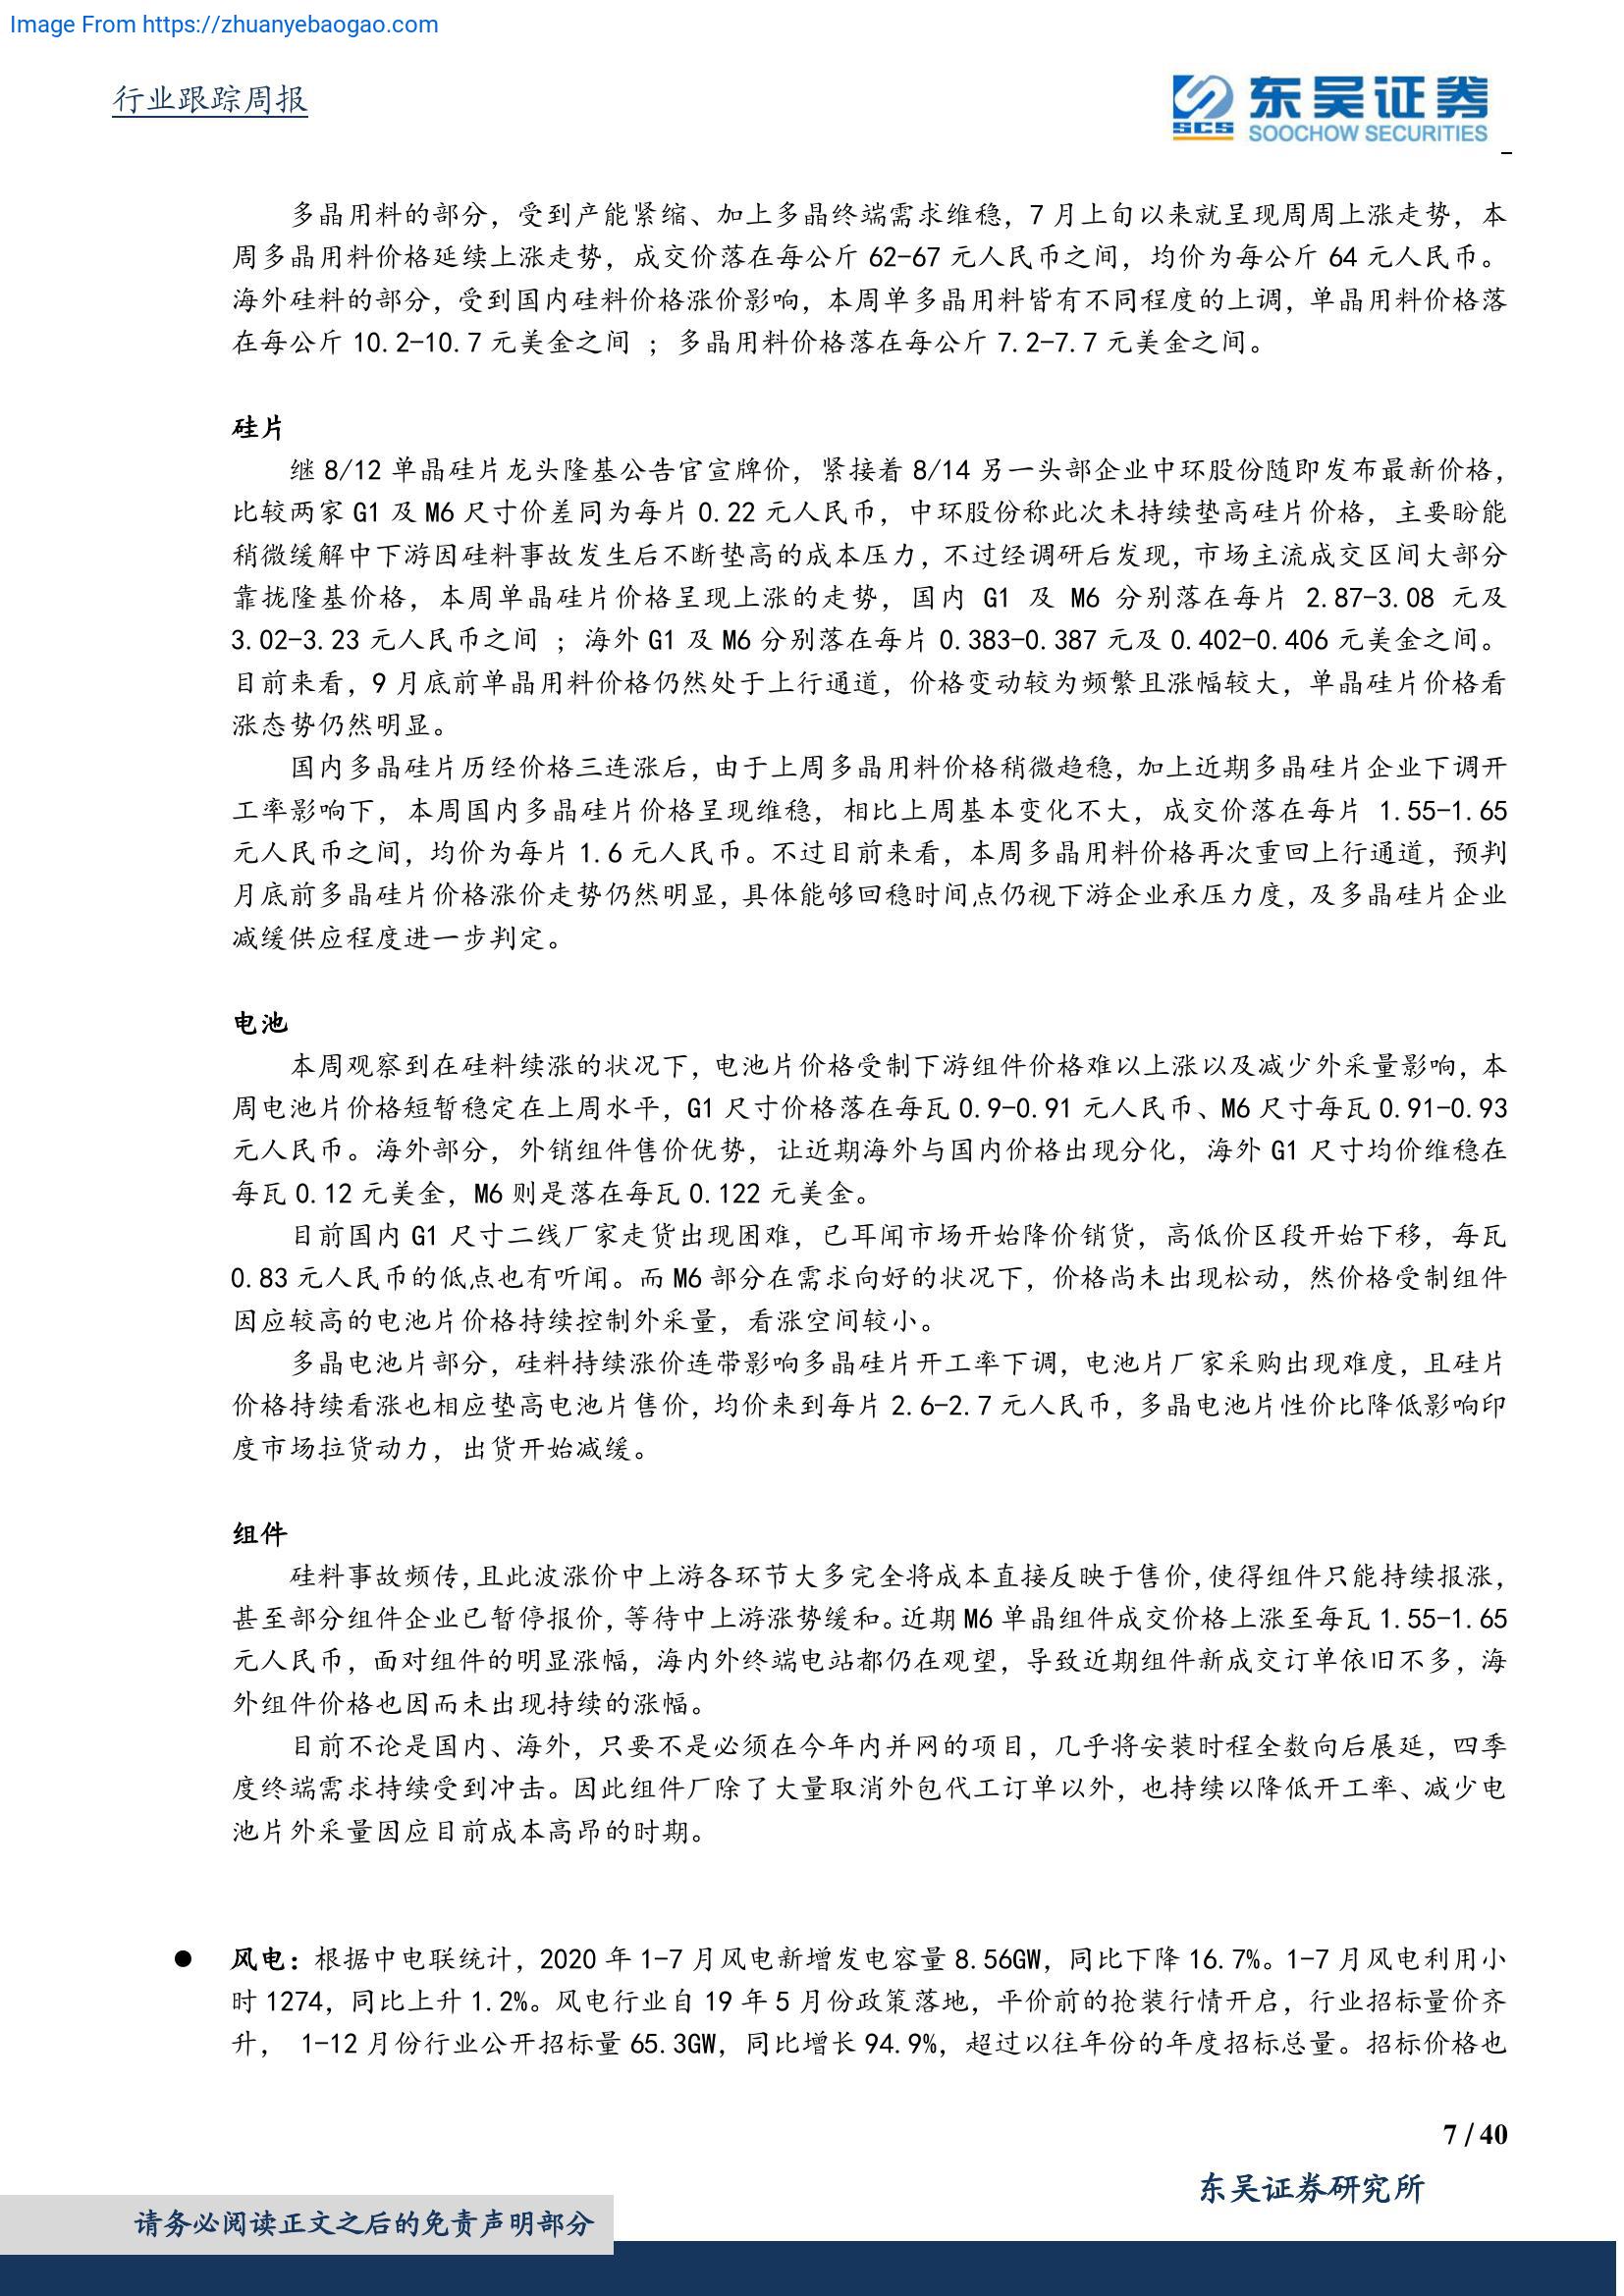 Image From https://zhuanyebaogao.com
行业跟踪周报
东吴证券
SCS
SOOCHOW SECURITIES
多晶用料的部分，受到产能紧缩、加上多晶终端需求维稳，7 月上旬以来就呈现周周上涨走势，本
周多晶用料价格延续上涨走势，成交价落在每公斤 62-67 元人民币之间，均价为每公斤 64 元人民币。
海外硅料的部分，受到国内硅料价格涨价影响，本周单多晶用料皆有不同程度的上调，单晶用料价格落
在每公斤 10.2-10.7 元美金之间 ；多晶用料价格落在每公斤 7.2-7.7 元美金之间。
硅片
继 8/12 单晶硅片龙头隆基公告官宣牌价，紧接着 8/14 另一头部企业中环股份随即发布最新价格，
比较两家 G1 及 M6 尺寸价差同为每片 0.22 元人民币，中环股份称此次未持续垫高硅片价格，主要盼能
稍微缓解中下游因硅料事故发生后不断垫高的成本压力，不过经调研后发现，市场主流成交区间大部分
靠拢隆基价格，本周单晶硅片价格呈现上涨的走势，国内 G1 及 M6 分别落在每片 2.87-3.08 元及
3.02-3.23 元人民币之间 ；海外 G1 及 M6 分别落在每片 0.383-0.387 元及 0.402-0.406 元美金之间。
目前来看，9 月底前单晶用料价格仍然处于上行通道，价格变动较为频繁且涨幅较大，单晶硅片价格看
涨态势仍然明显。
国内多晶硅片历经价格三连涨后，由于上周多晶用料价格稍微趋稳，加上近期多晶硅片企业下调开
工率影响下，本周国内多晶硅片价格呈现维稳，相比上周基本变化不大，成交价落在每片 1.55-1.65
元人民币之间，均价为每片 1.6 元人民币。不过目前来看，本周多晶用料价格再次重回上行通道，预判
月底前多晶硅片价格涨价走势仍然明显，具体能够回稳时间点仍视下游企业承压力度，及多晶硅片企业
减缓供应程度进一步判定。
电池
本周观察到在硅料续涨的状况下，电池片价格受制下游组件价格难以上涨以及减少外采量影响，本
周电池片价格短暂稳定在上周水平，G1 尺寸价格落在每瓦 0.9-0.91 元人民币、M6 尺寸每瓦 0.91-0.93
元人民币。海外部分，外销组件售价优势，让近期海外与国内价格出现分化，海外 G1 尺寸均价维稳在
每瓦 0.12 元美金，M6 则是落在每瓦 0.122 元美金。
目前国内 G1 尺寸二线厂家走货出现困难，已耳闻市场开始降价销货，高低价区段开始下移，每瓦
0.83 元人民币的低点也有听闻。而 M6 部分在需求向好的状况下，价格尚未出现松动，然价格受制组件
因应较高的电池片价格持续控制外采量，看涨空间较小。
多晶电池片部分，硅料持续涨价连带影响多晶硅片开工率下调，电池片厂家采购出现难度，且硅片
价格持续看涨也相应垫高电池片售价，均价来到每片 2.6-2.7 元人民币，多晶电池片性价比降低影响印
度市场拉货动力，出货开始减缓。
组件
硅料事故频传，且此波涨价中上游各环节大多完全将成本直接反映于售价，使得组件只能持续报涨，
甚至部分组件企业已暂停报价，等待中上游涨势缓和。近期 M6 单晶组件成交价格上涨至每瓦 1.55-1.65
元人民币，面对组件的明显涨幅，海内外终端电站都仍在观望，导致近期组件新成交订单依旧不多，海
外组件价格也因而未出现持续的涨幅。
目前不论是国内、海外，只要不是必须在今年内并网的项目，几乎将安装时程全数向后展延，四季
度终端需求持续受到冲击。因此组件厂除了大量取消外包代工订单以外，也持续以降低开工率、减少电
池片外采量因应目前成本高昂的时期。
● 风电：根据中电联统计，2020 年 1-7 月风电新增发电容量 8.56GW，同比下降 16.7%。1-7 月风电利用小
时 1274，同比上升 1.2%。风电行业自 19 年 5 月份政策落地，平价前的抢装行情开启，行业招标量价齐
升， 1-12 月份行业公开招标量 65.3GW，同比增长 94.9%，超过以往年份的年度招标总量。招标价格也
7 / 40
东吴证券研究所
请务必阅读正文之后的免责声明部分